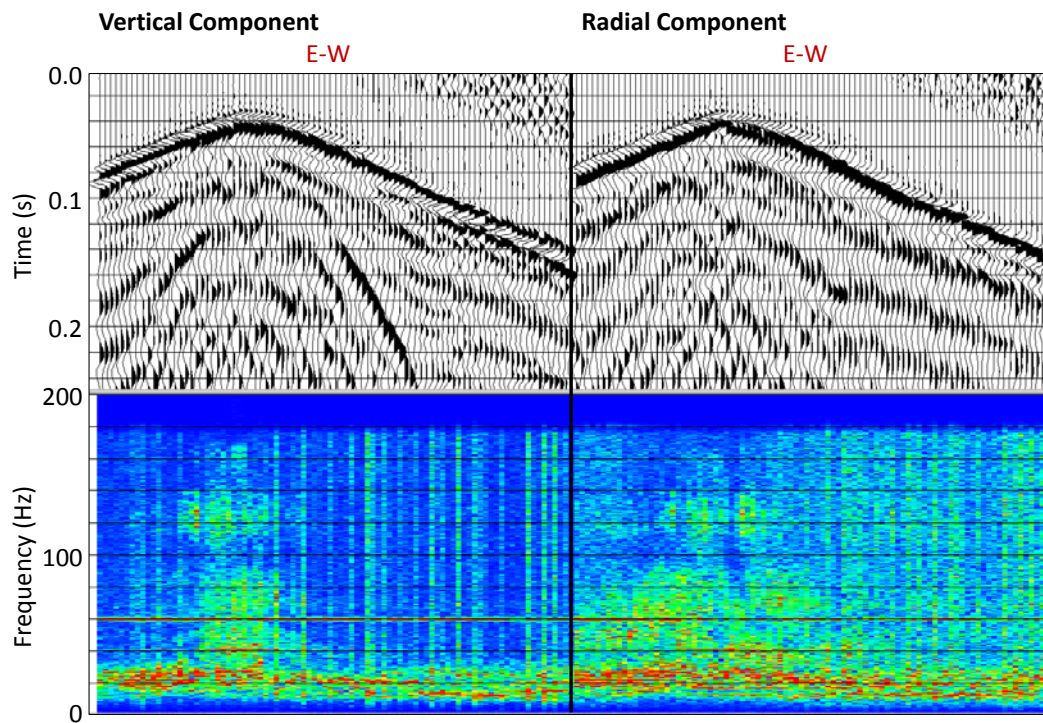 Vertical Component
Radial Component
E-W
E-W
0.0
0.1
0.2
Time (s)
200
100
0
Frequency (Hz)